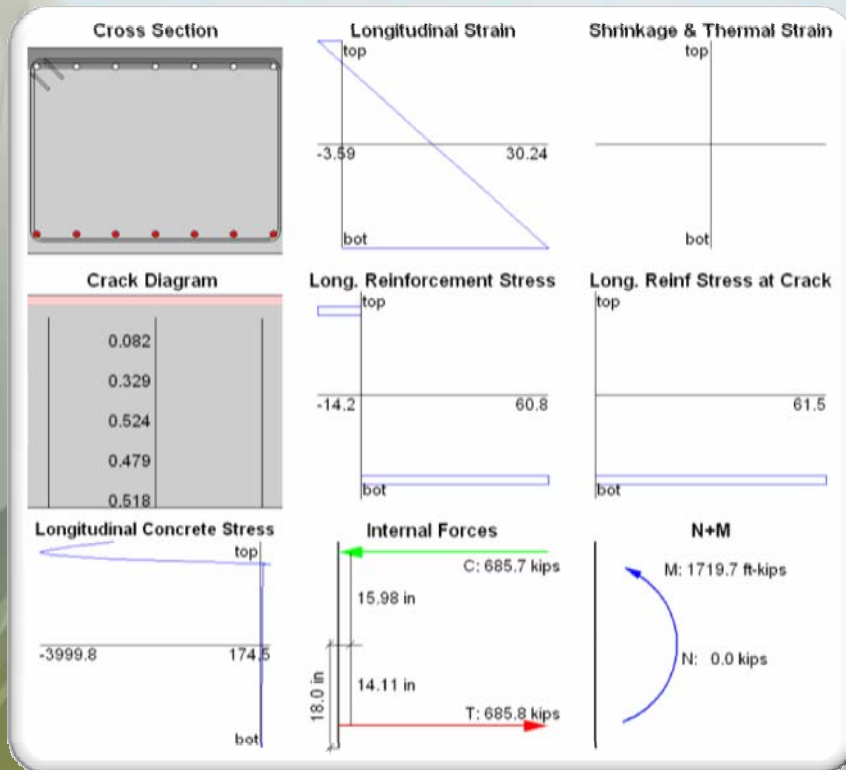 Cross Section
Longitudinal Strain
top
-3.59
30.24
bot
Shrinkage & Thermal Strain
top
bot
Crack Diagram
0.082
0.329
0.524
0.479
0.518
Long. Reinforcement Stress
top
-14.2
60.8
bot
Long. Reinf Stress at Crack
top
61.5
bot
Longitudinal Concrete Stress
top
-3999.8
174.5
bot
Internal Forces
C: 685.7 kips
15.98 in
18.0 in
14.11 in
T: 685.8 kips
N+M
M: 1719.7 ft-kips
N: 0.0 kips